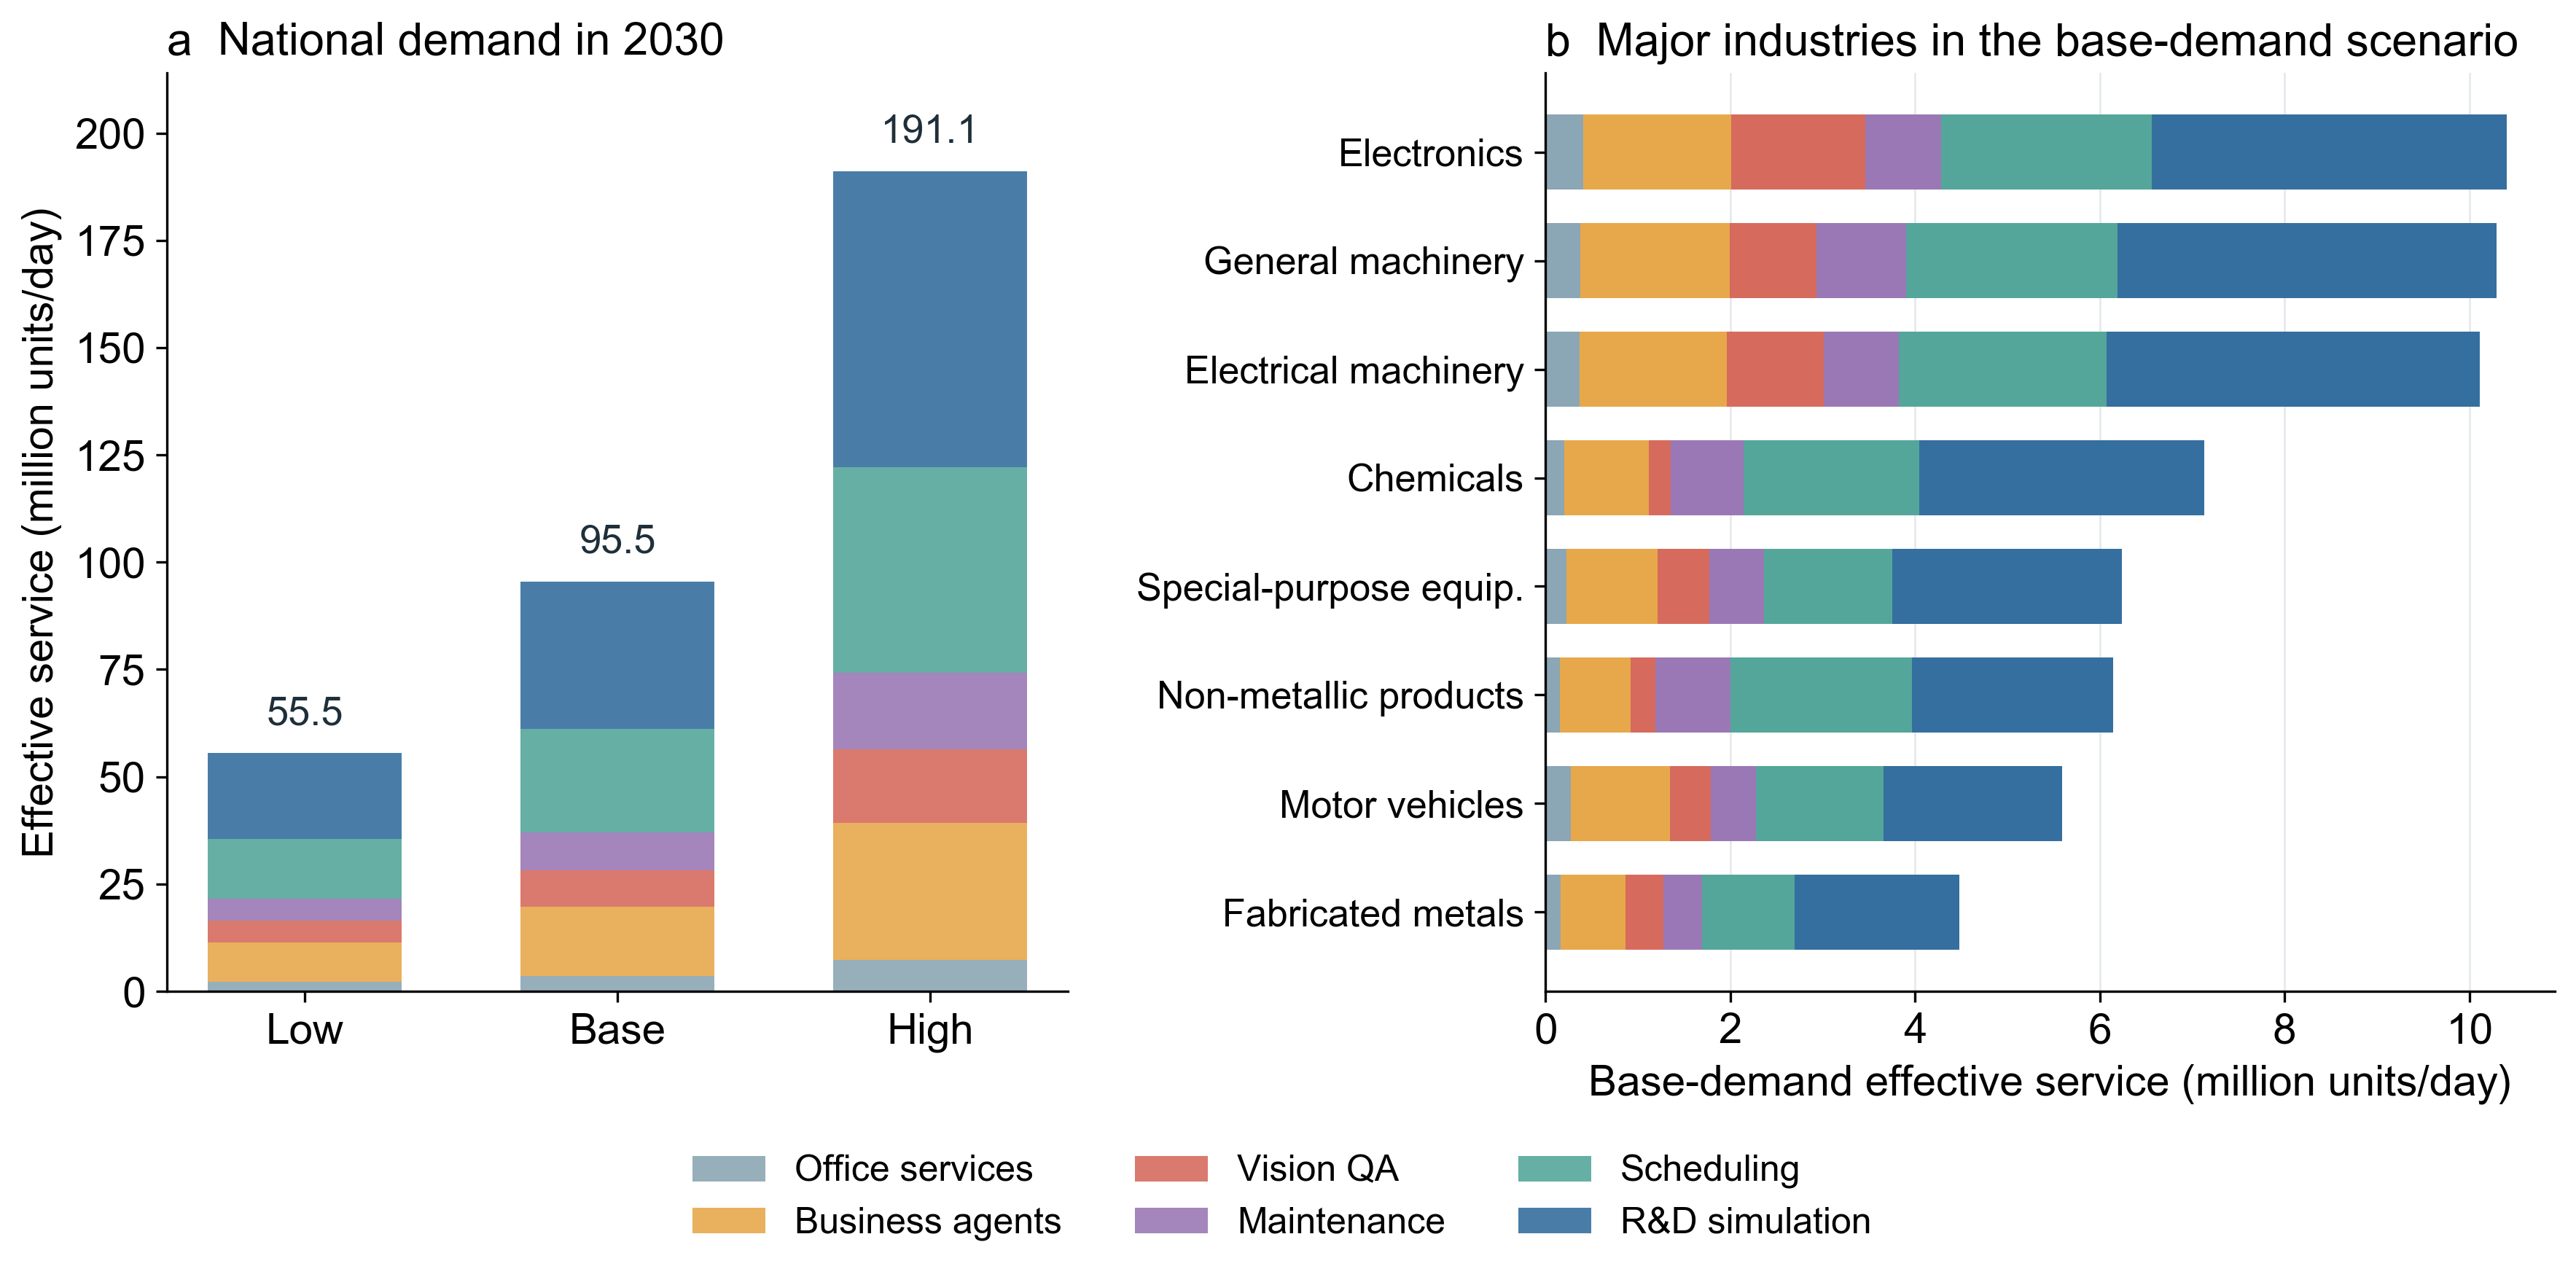 a  National demand in 2030
Effective service (million units/day)
200
175
150
125
100
75
50
25
0
55.5
95.5
191.1
Low
Base
High
b  Major industries in the base-demand scenario
Electronics
General machinery
Electrical machinery
Chemicals
Special-purpose equip.
Non-metallic products
Motor vehicles
Fabricated metals
0 2 4 6 8 10
Base-demand effective service (million units/day)
Office services
Business agents
Vision QA
Maintenance
Scheduling
R&D simulation